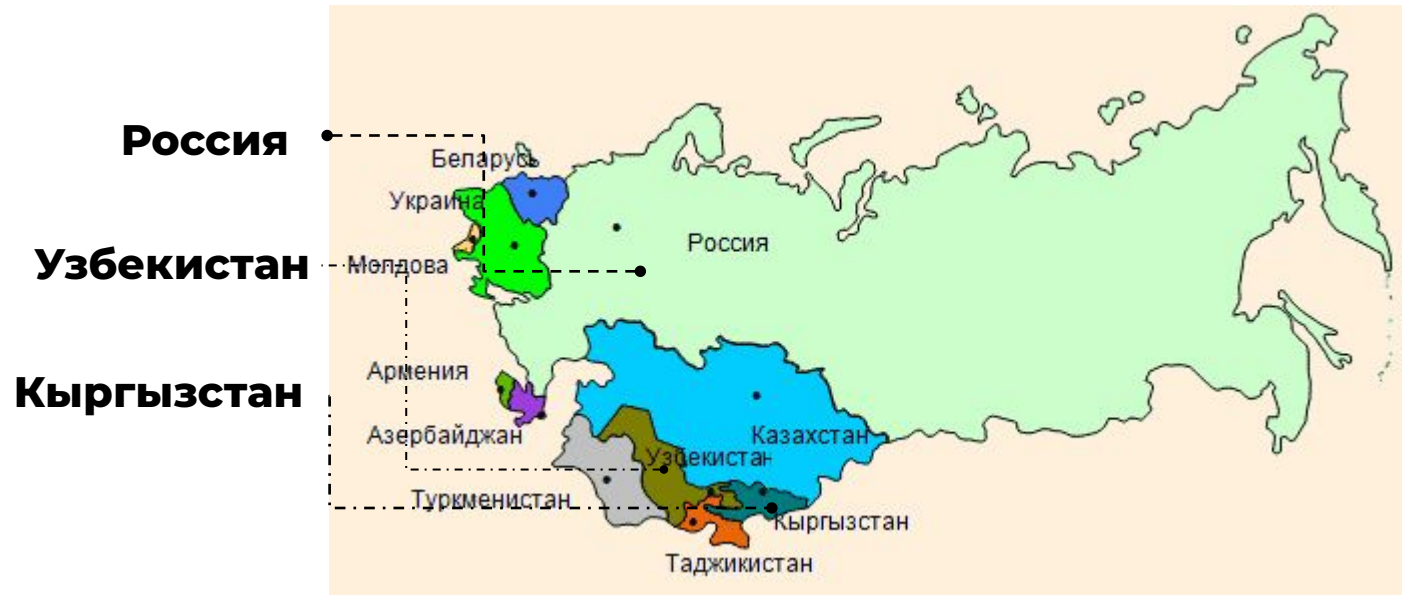 Россия
Узбекистан
Кыргызстан
Беларусь
Украина
Россия
Молдова
Армения
Азербайджан
Казахстан
Узбекистан
Туркменистан
Кыргызстан
Таджикистан